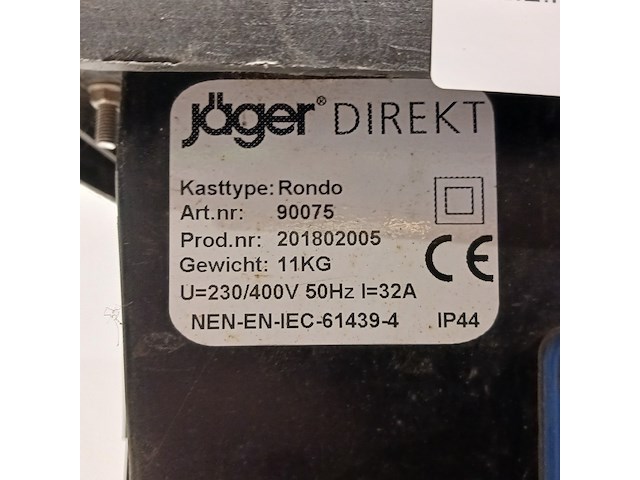 jäger® DIREKT
Kasttype: Rondo
Art.nr: 90075
Prod.nr: 201802005
Gewicht: 11KG
CE
U=230/400V 50Hz I=32A
NEN-EN-IEC-61439-4 IP44